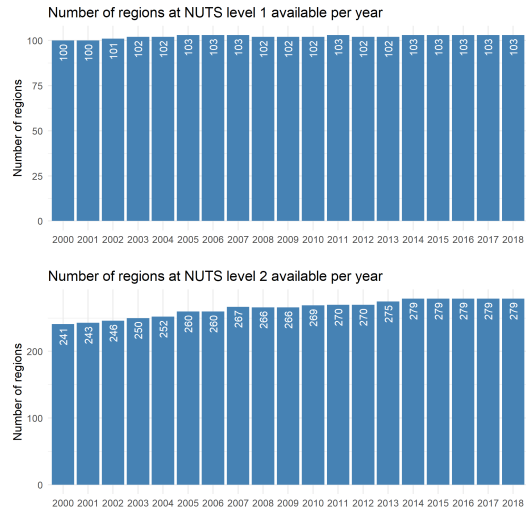 Number of regions at NUTS level 1 available per year
Number of regions
100
75
50
25
0
100 100 101 102 102 103 103 103 102 102 102 103 102 102 103 103 103 103 103
2000 2001 2002 2003 2004 2005 2006 2007 2008 2009 2010 2011 2012 2013 2014 2015 2016 2017 2018
Number of regions at NUTS level 2 available per year
Number of regions
200
100
0
241 243 246 250 252 260 260 267 266 266 269 270 270 275 279 279 279 279 279
2000 2001 2002 2003 2004 2005 2006 2007 2008 2009 2010 2011 2012 2013 2014 2015 2016 2017 2018